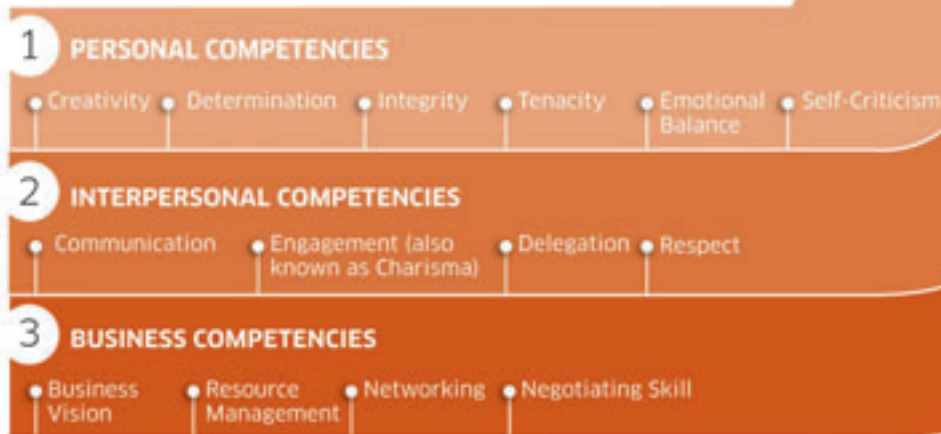 1 PERSONAL COMPETENCIES
Creativity Determination Integrity Tenacity Emotional Balance Self-Criticism
2 INTERPERSONAL COMPETENCIES
Communication Engagement (also known as Charisma) Delegation Respect
3 BUSINESS COMPETENCIES
Business Vision Resource Management Networking Negotiating Skill